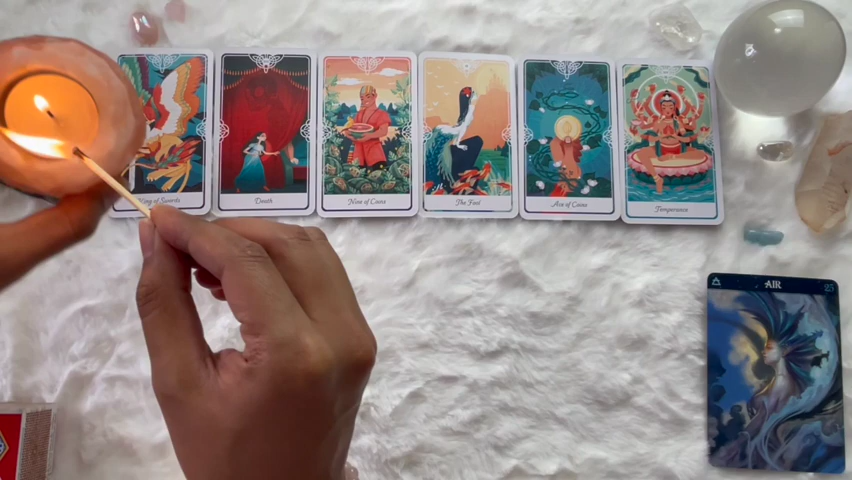 King of Swords
Death
Nine of Coins
The Fool
Ace of Coins
Temperance
AIR
25